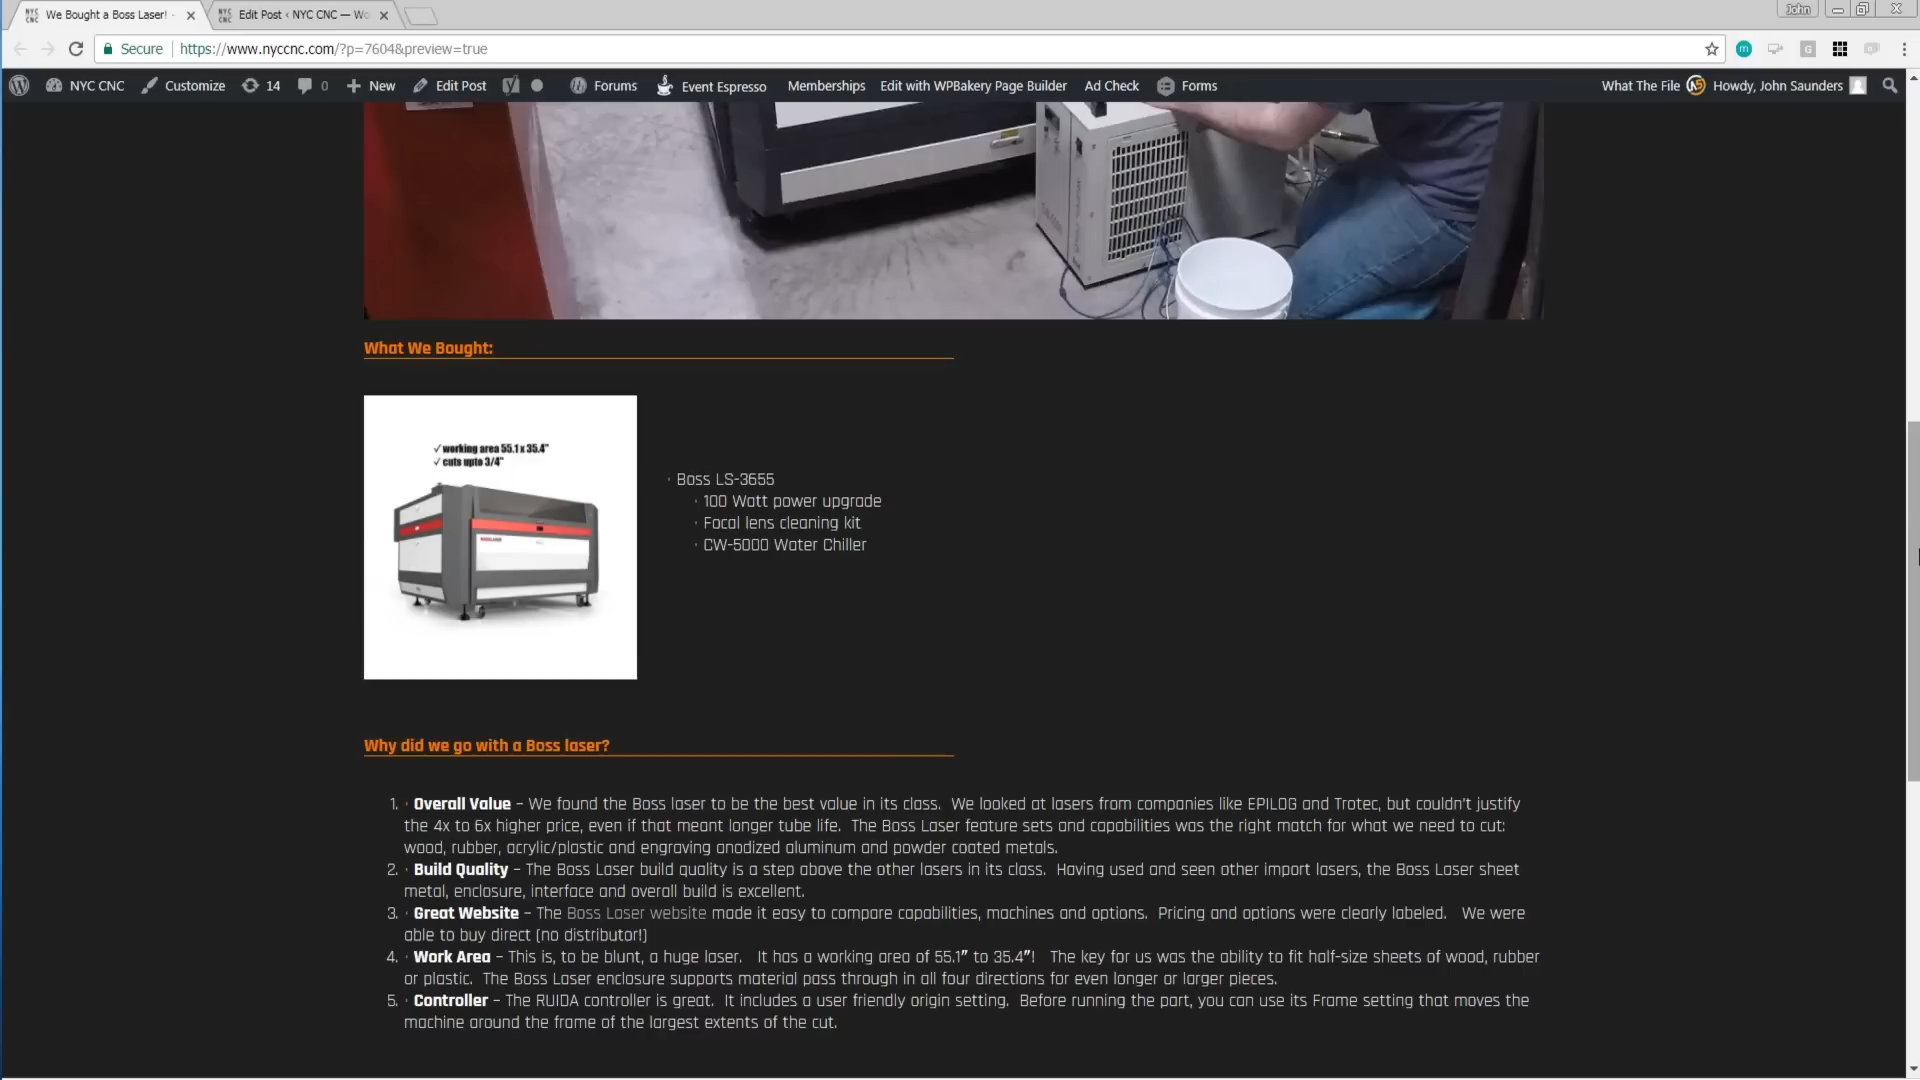 We Bought a Boss Laser! -
Edit Post ‹ NYC CNC — Wo
John
Secure
https://www.nyccnc.com/?p=7604&preview=true
NYC CNC
Customize
14
0
New
Edit Post
Forums
Event Espresso
Memberships
Edit with WPBakery Page Builder
Ad Check
Forms
What The File
Howdy, John Saunders
What We Bought:
✓working area 55.1 x 35.4"
✓cuts upto 3/4"
Boss LS-3655
100 Watt power upgrade
Focal lens cleaning kit
CW-5000 Water Chiller
Why did we go with a Boss laser?
1. Overall Value – We found the Boss laser to be the best value in its class. We looked at lasers from companies like EPILOG and Trotec, but couldn't justify
the 4x to 6x higher price, even if that meant longer tube life. The Boss Laser feature sets and capabilities was the right match for what we need to cut:
wood, rubber, acrylic/plastic and engraving anodized aluminum and powder coated metals.
2. Build Quality – The Boss Laser build quality is a step above the other lasers in its class. Having used and seen other import lasers, the Boss Laser sheet
metal, enclosure, interface and overall build is excellent.
3. Great Website – The Boss Laser website made it easy to compare capabilities, machines and options. Pricing and options were clearly labeled. We were
able to buy direct (no distributor!)
4. Work Area – This is, to be blunt, a huge laser. It has a working area of 55.1″ to 35.4″! The key for us was the ability to fit half-size sheets of wood, rubber
or plastic. The Boss Laser enclosure supports material pass through in all four directions for even longer or larger pieces.
5. Controller – The RUIDA controller is great. It includes a user friendly origin setting. Before running the part, you can use its Frame setting that moves the
machine around the frame of the largest extents of the cut.